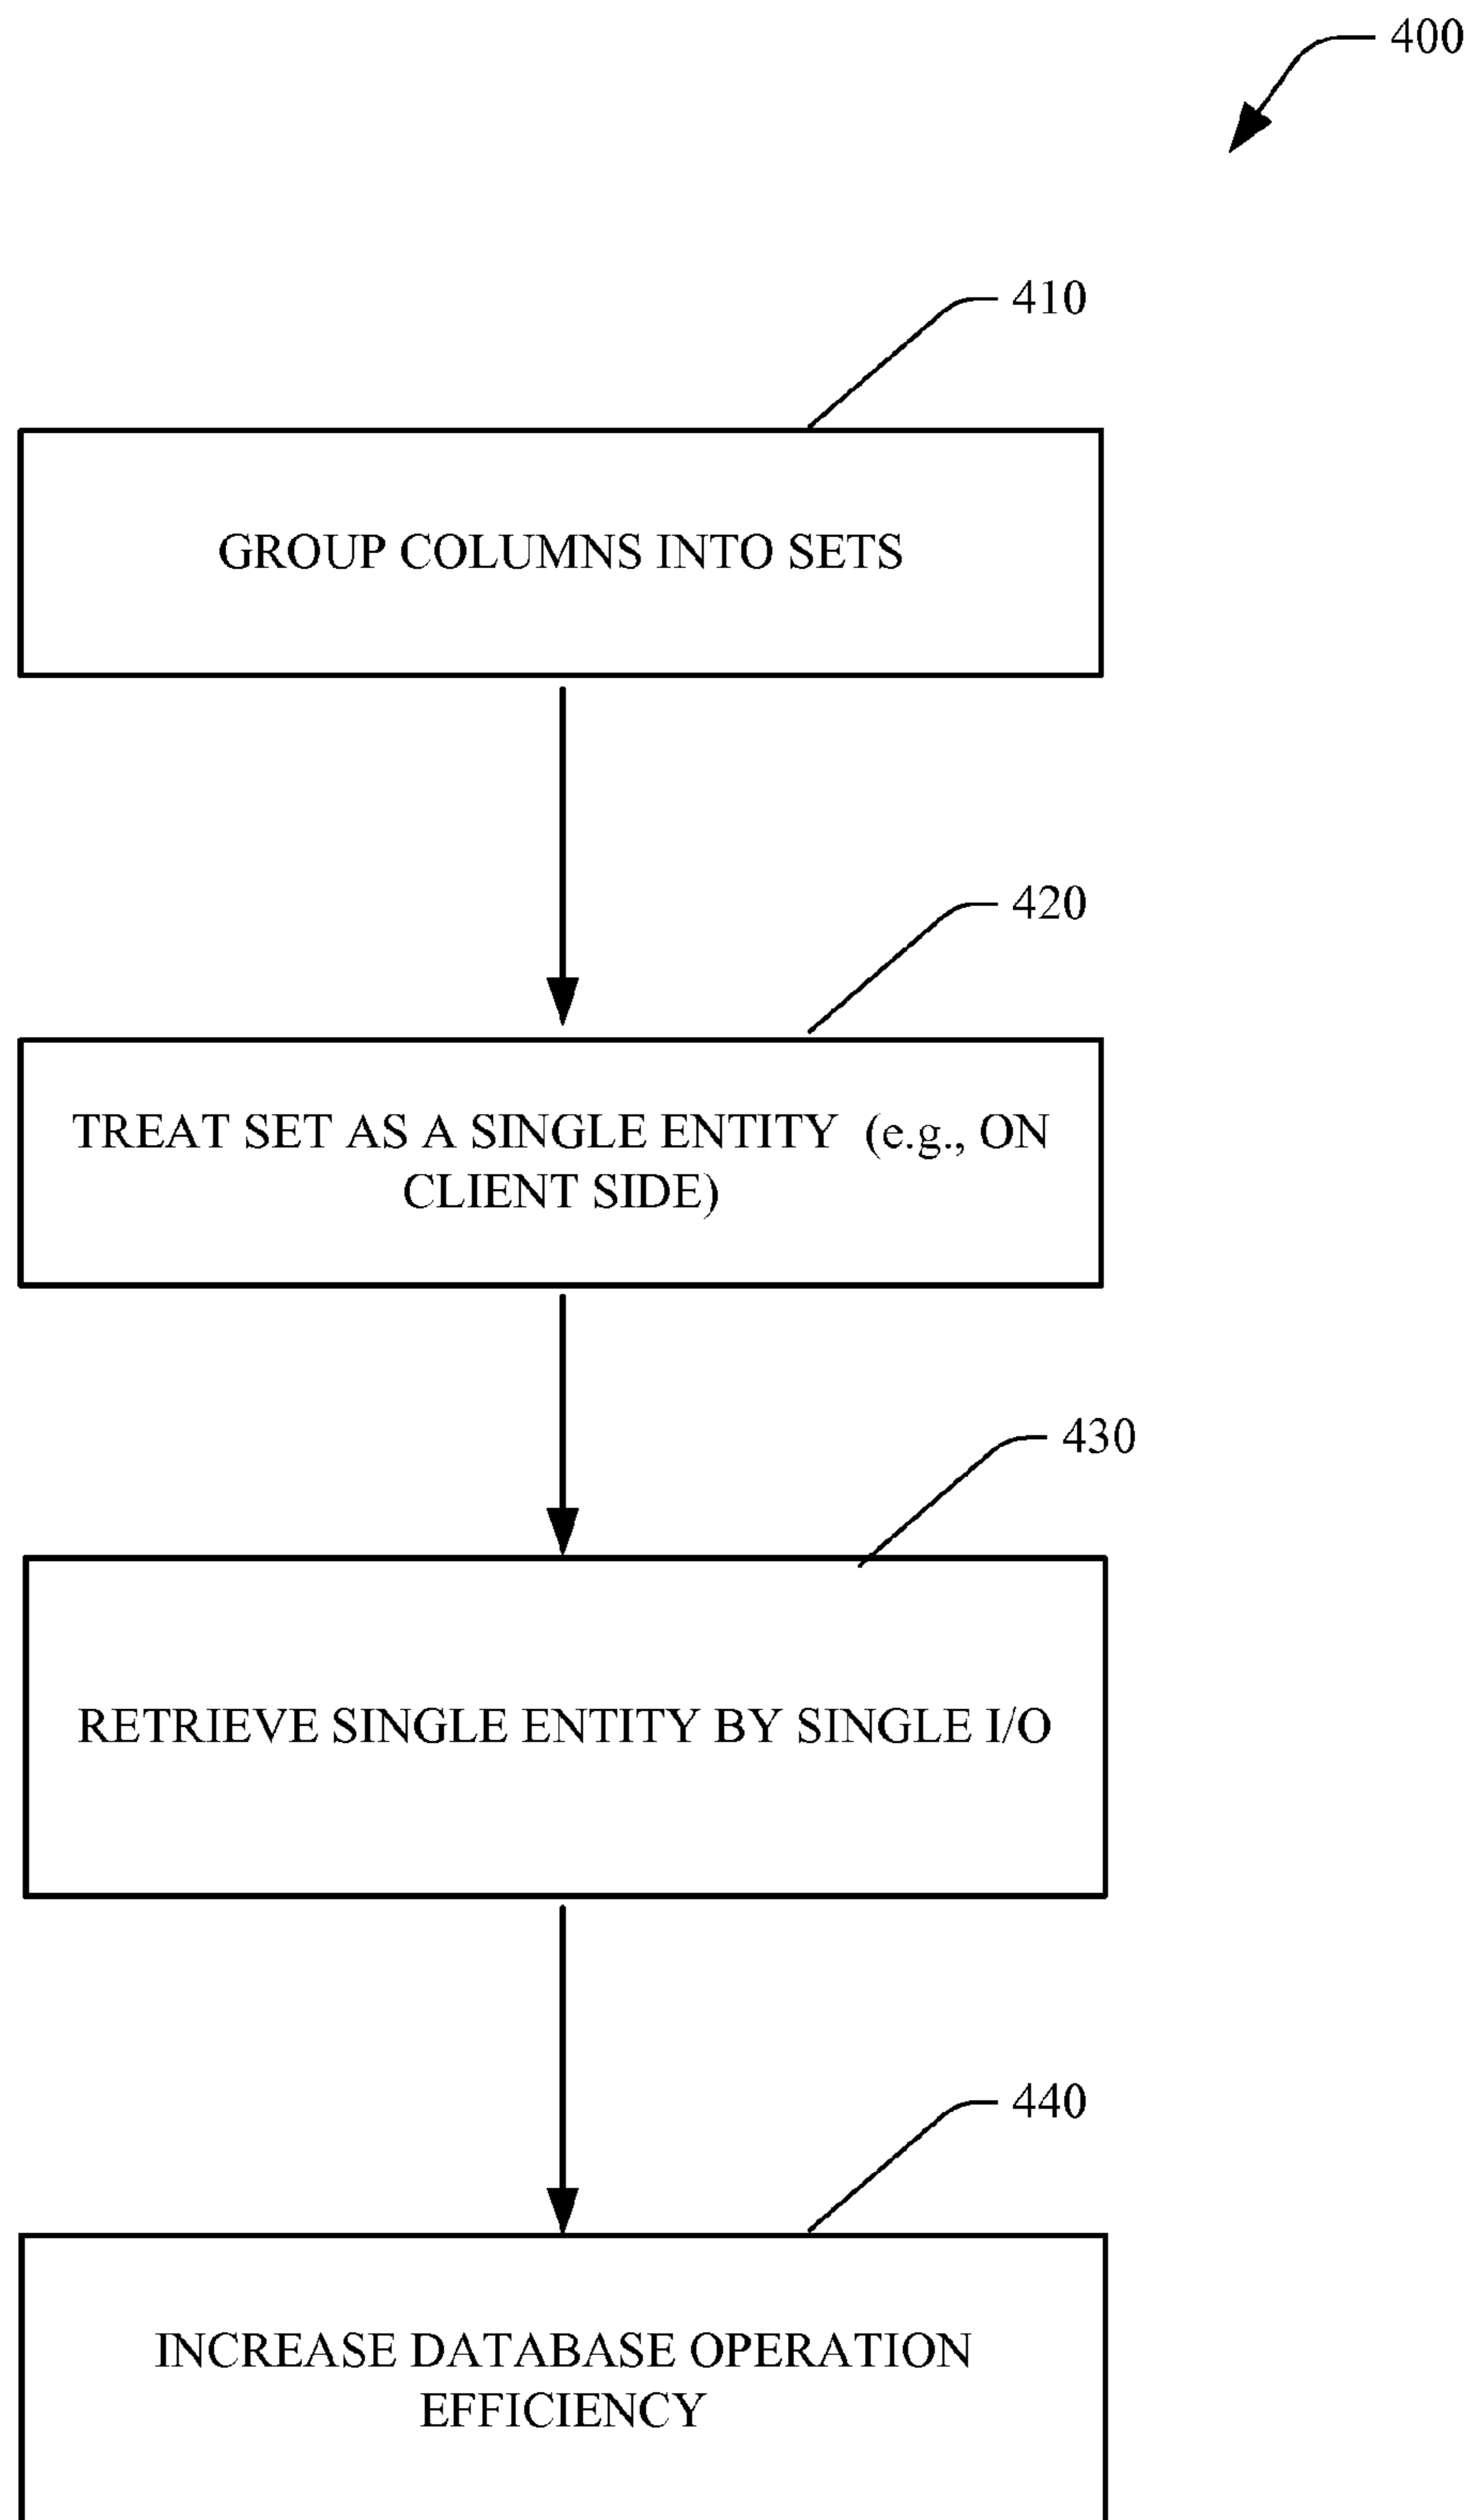 400
410
GROUP COLUMNS INTO SETS
420
TREAT SET AS A SINGLE ENTITY (e.g., ON
CLIENT SIDE)
430
RETRIEVE SINGLE ENTITY BY SINGLE I/O
440
INCREASE DATABASE OPERATION
EFFICIENCY